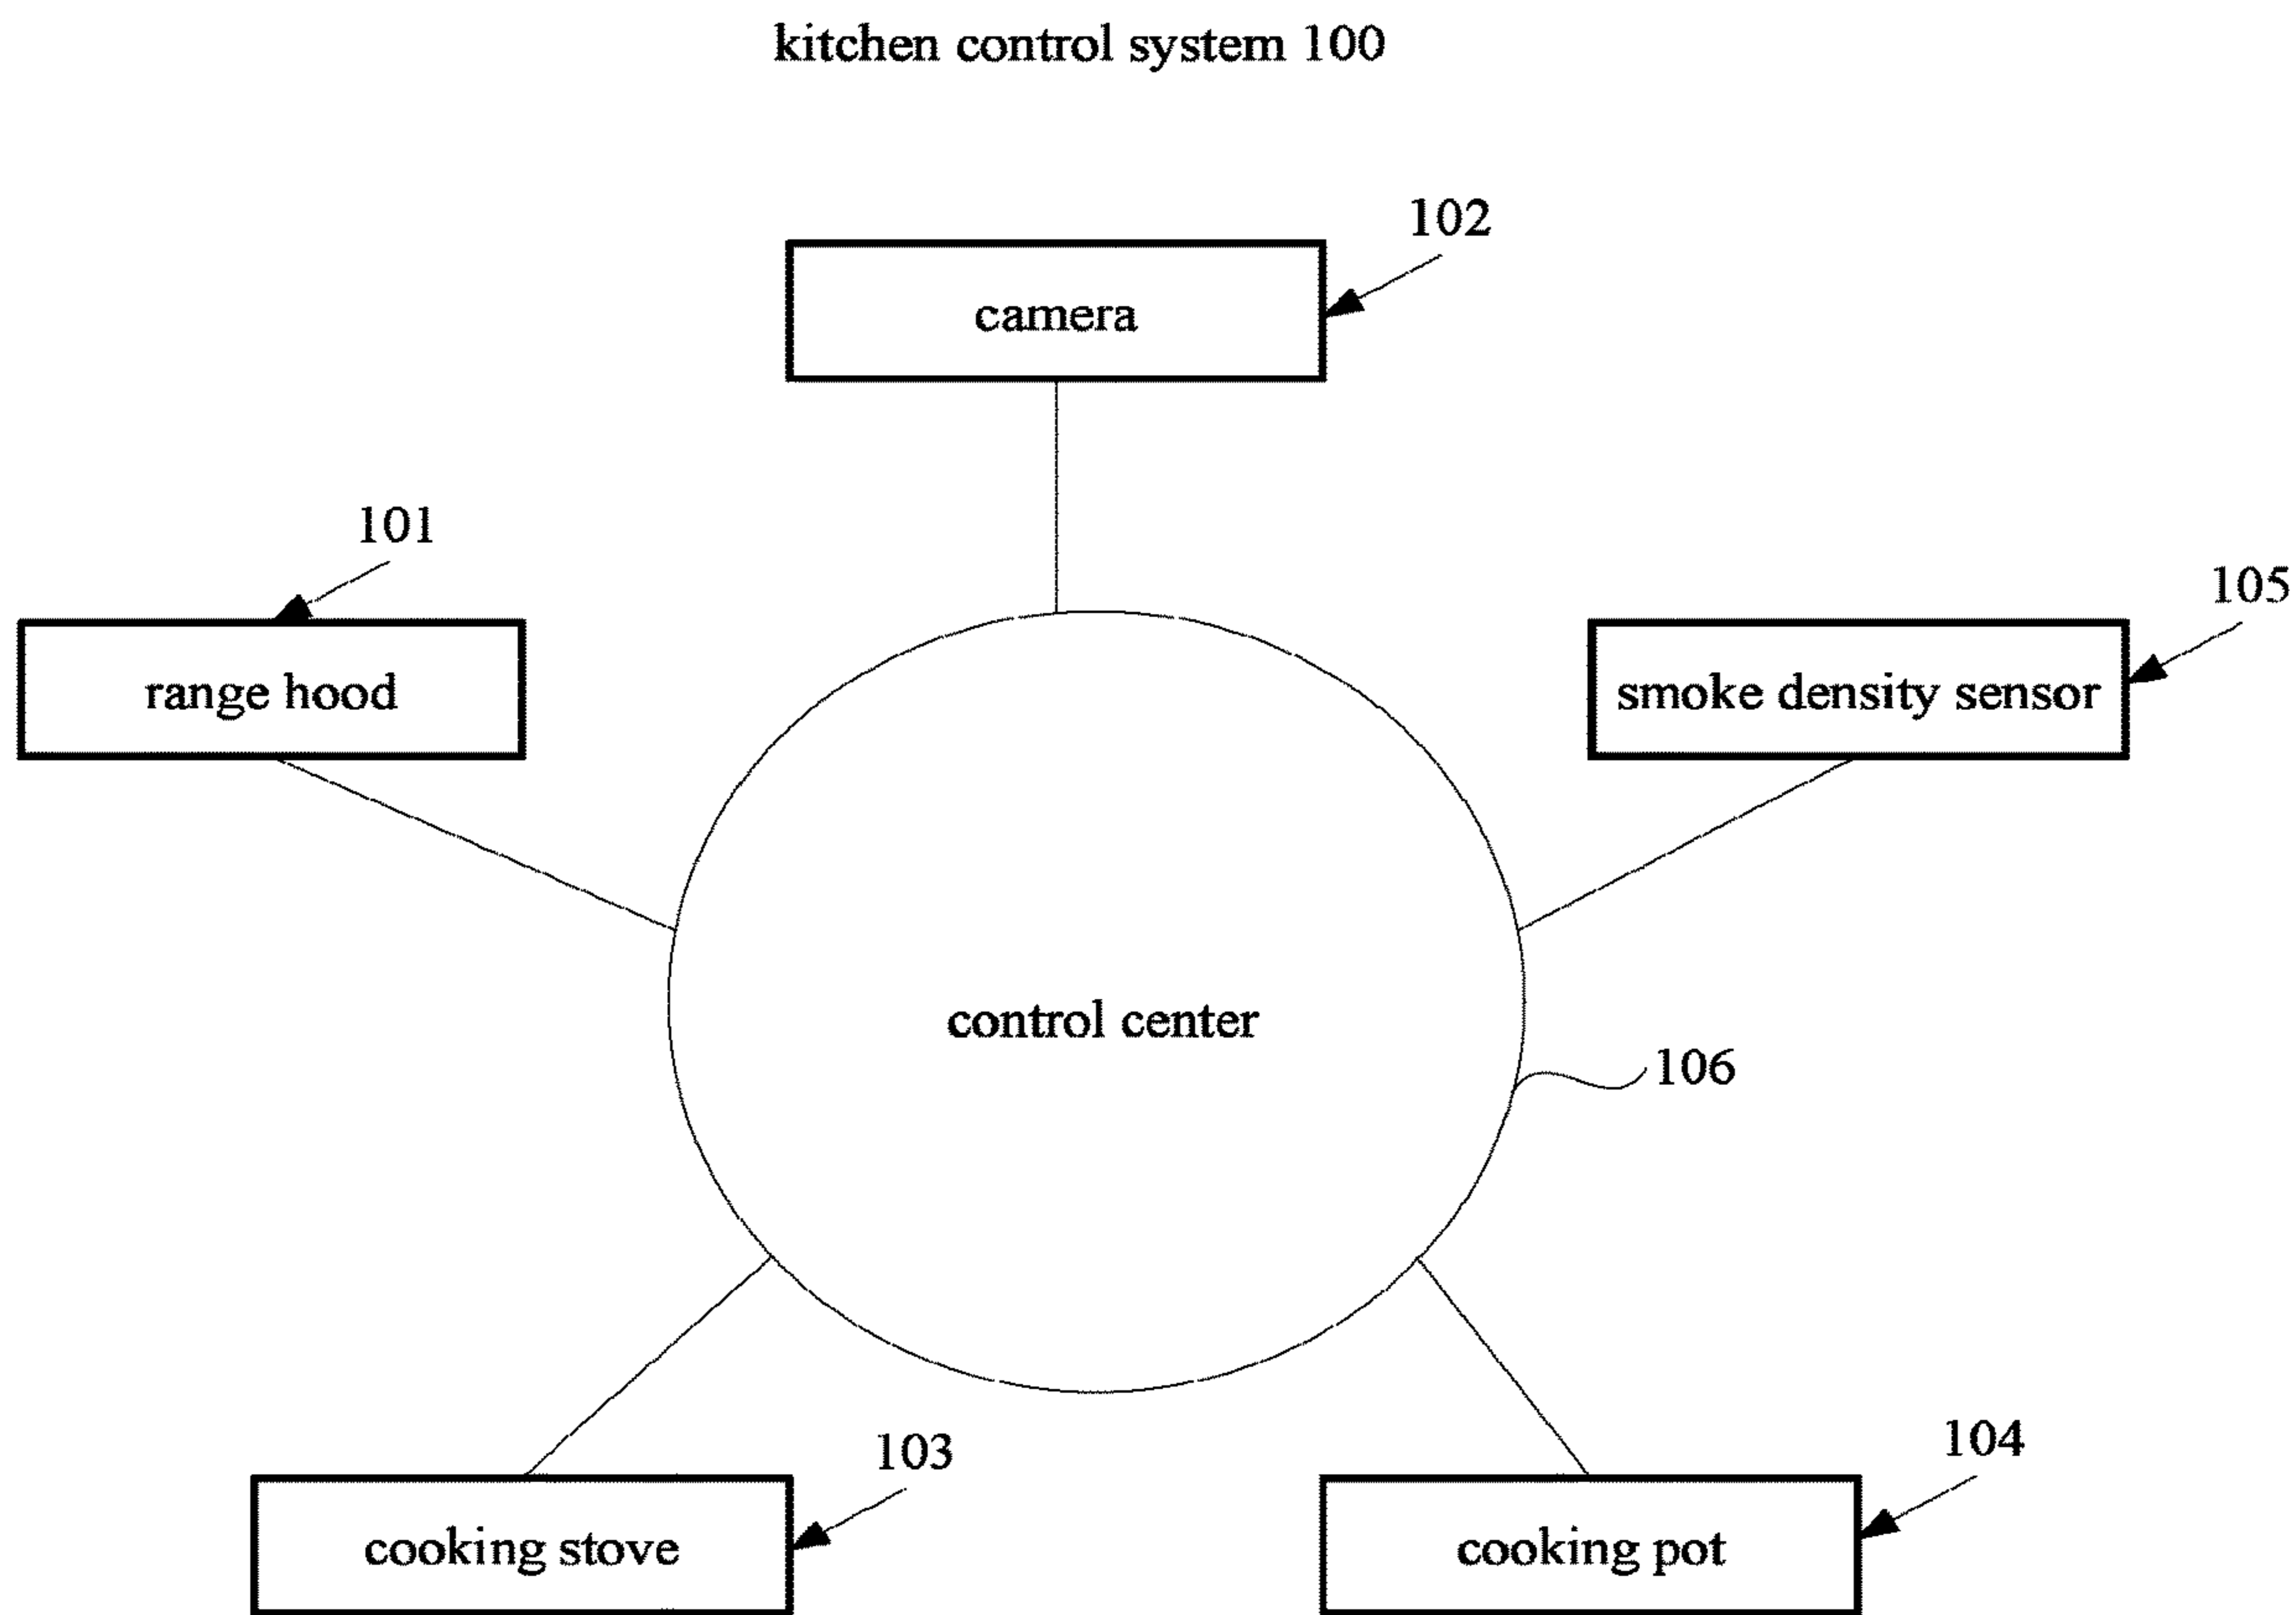 kitchen control system 100
102
camera
101
105
range hood
smoke density sensor
control center
106
103
104
cooking stove
cooking pot